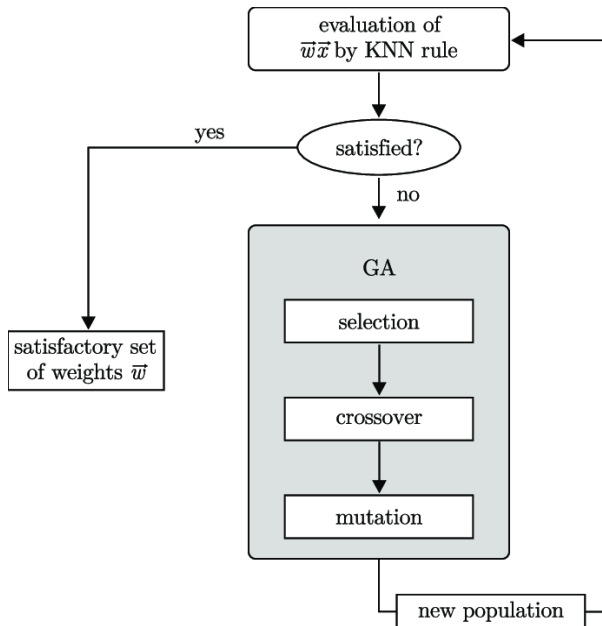 evaluation of
w⃗x⃗ by KNN rule
yes
satisfied?
no
GA
satisfactory set
of weights w⃗
selection
crossover
mutation
new population